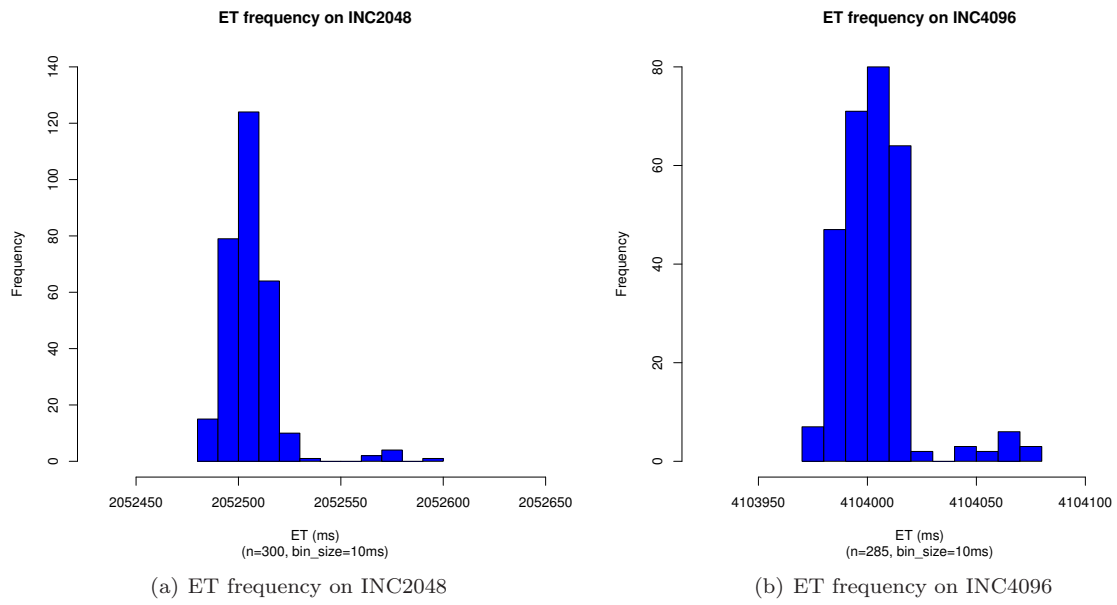 ET frequency on INC2048
Frequency
0
20
40
60
80
100
120
140
2052450 2052500 2052550 2052600 2052650
ET (ms)
(n=300, bin_size=10ms)
(a) ET frequency on INC2048
ET frequency on INC4096
Frequency
0
20
40
60
80
4103950 4104000 4104050 4104100
ET (ms)
(n=285, bin_size=10ms)
(b) ET frequency on INC4096